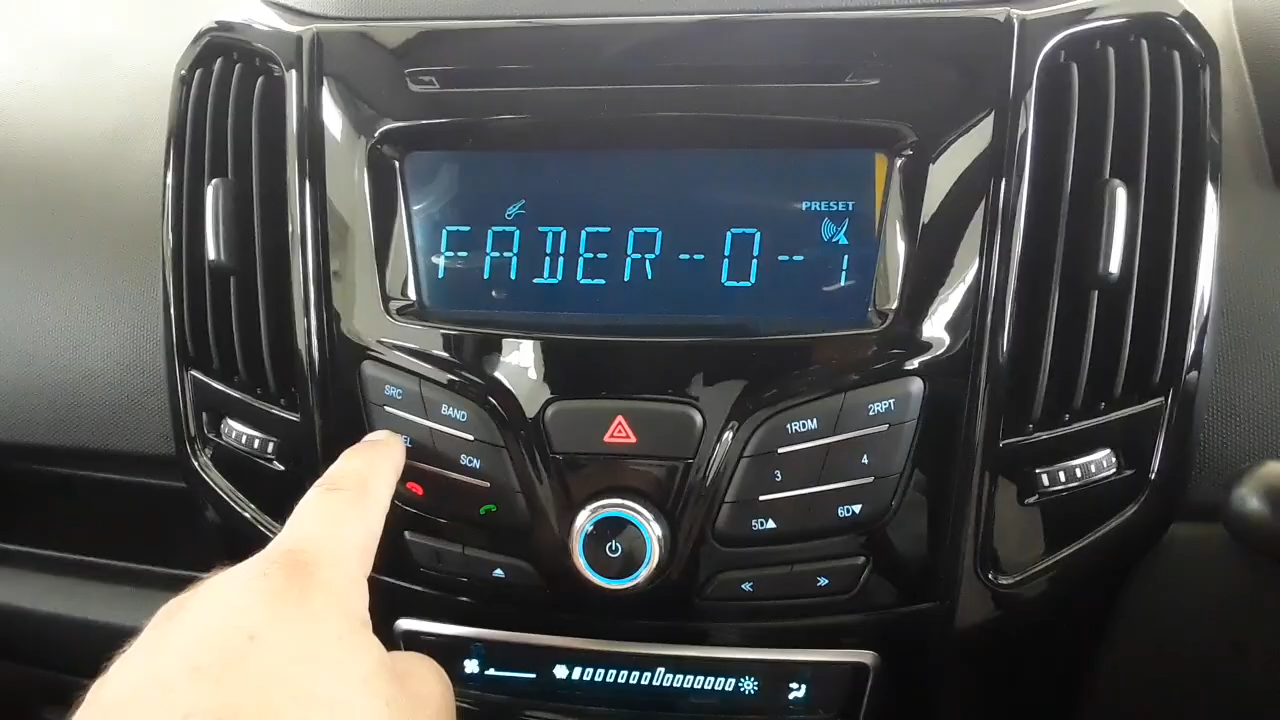 PRESET
FADER--0--1
SRC
BAND
SCN
1RDM
2RPT
3
4
5D▲
6D▼